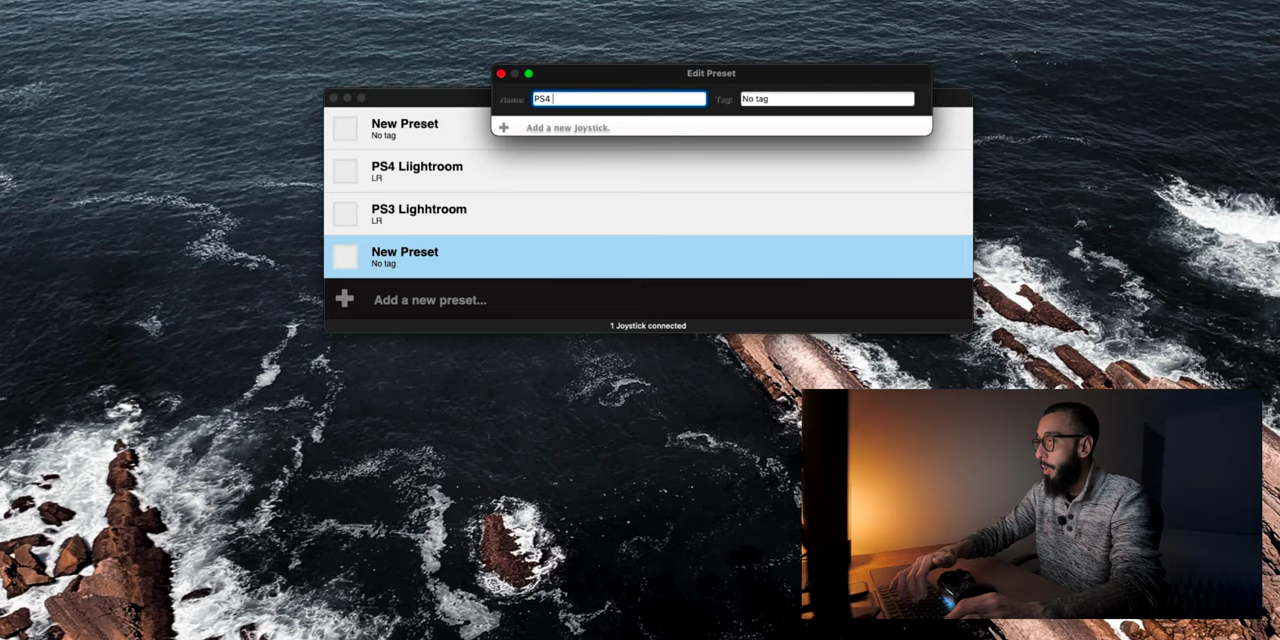 Edit Preset
Name: PS4 Tag: No tag
Add a new Joystick.
New Preset
No tag
PS4 Liightroom
LR
PS3 Lighhtroom
LR
New Preset
No tag
Add a new preset...
1 Joystick connected